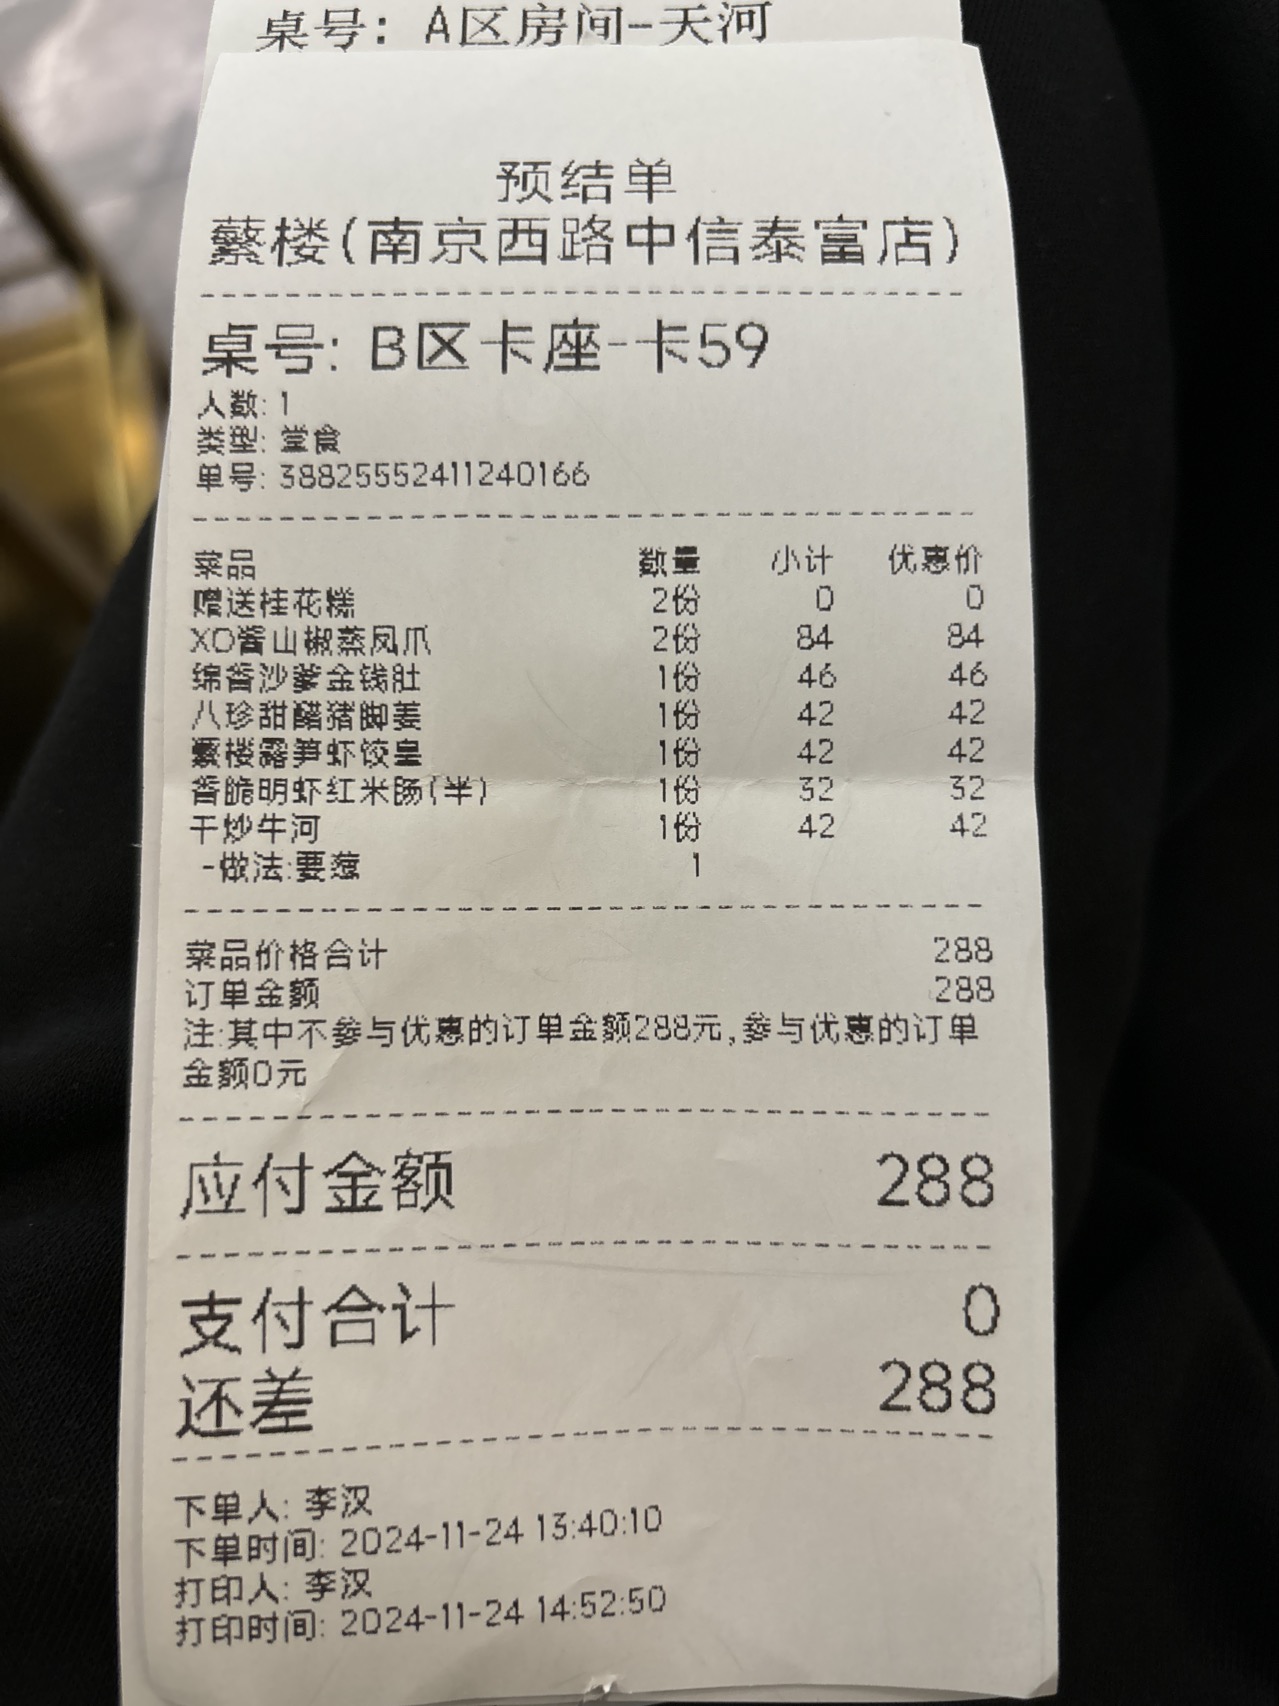 桌号: A区房间-天河
预结单
蘩楼(南京西路中信泰富店)
桌号: B区卡座-卡59
人数: 1
类型: 堂食
单号: 38825552411240166
菜品 数量 小计 优惠价
赠送桂花糕 2份 0 0
XO酱山椒蒸凤爪 2份 84 84
绵香沙爹金钱肚 1份 46 46
八珍甜醋猪脚姜 1份 42 42
蘩楼露笋虾饺皇 1份 42 42
香脆明虾红米肠(半) 1份 32 32
干炒牛河 1份 42 42
-做法:要葱 1
菜品价格合计 288
订单金额 288
注:其中不参与优惠的订单金额288元,参与优惠的订单
金额0元
应付金额 288
支付合计 0
还差 288
下单人: 李汉
下单时间: 2024-11-24 13:40:10
打印人: 李汉
打印时间: 2024-11-24 14:52:50